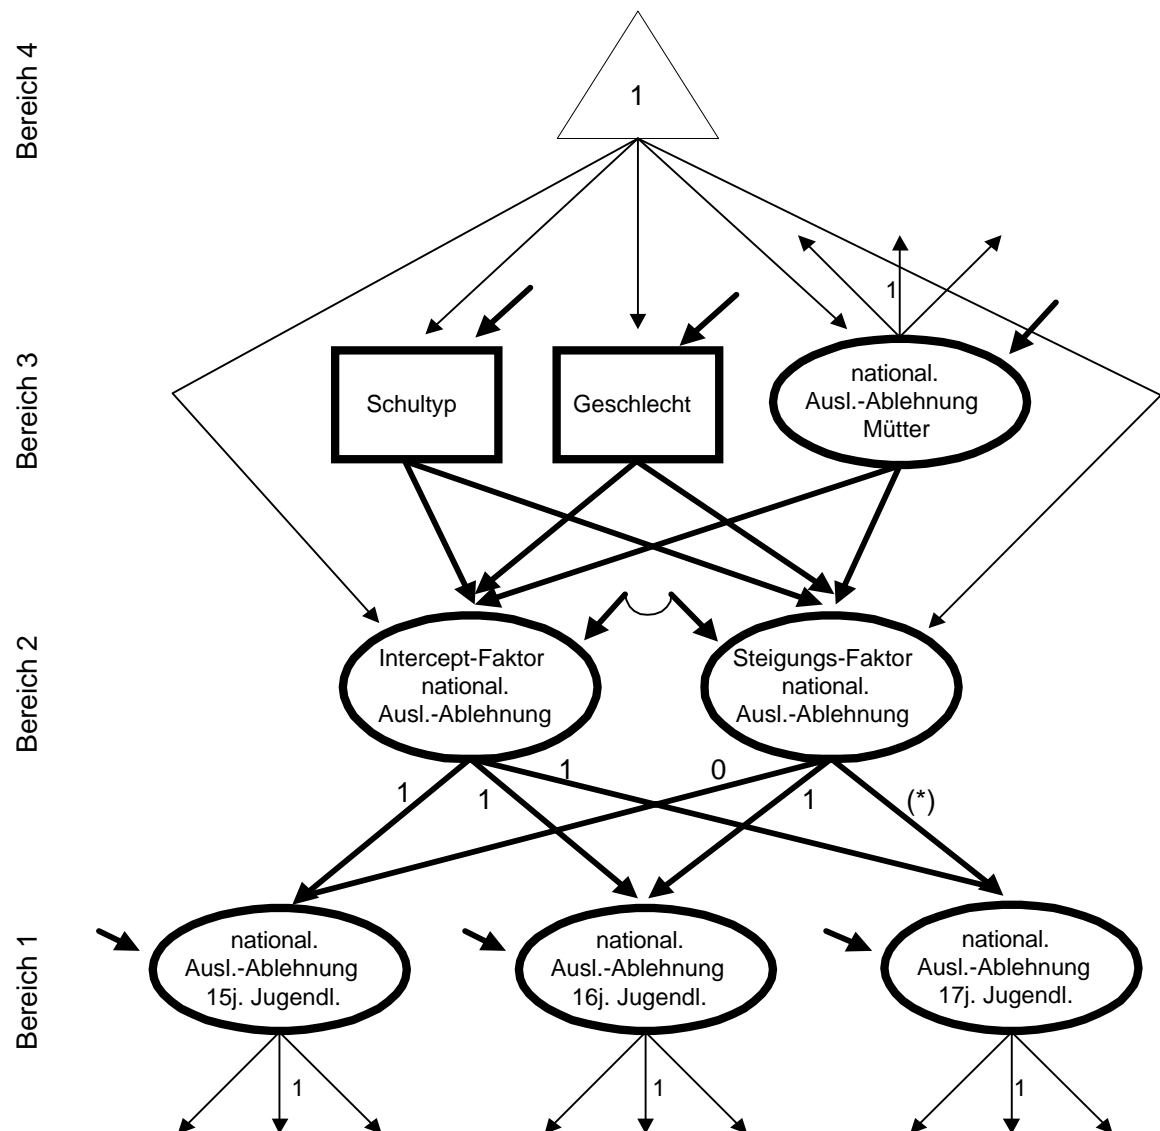 Bereich 4
1
1
Bereich 3
Schultyp
Geschlecht
national.
Ausl.-Ablehnung
Mütter
Bereich 2
Intercept-Faktor
national.
Ausl.-Ablehnung
Steigungs-Faktor
national.
Ausl.-Ablehnung
1
1
1
0
1
(*)
Bereich 1
national.
Ausl.-Ablehnung
15j. Jugendl.
national.
Ausl.-Ablehnung
16j. Jugendl.
national.
Ausl.-Ablehnung
17j. Jugendl.
1
1
1